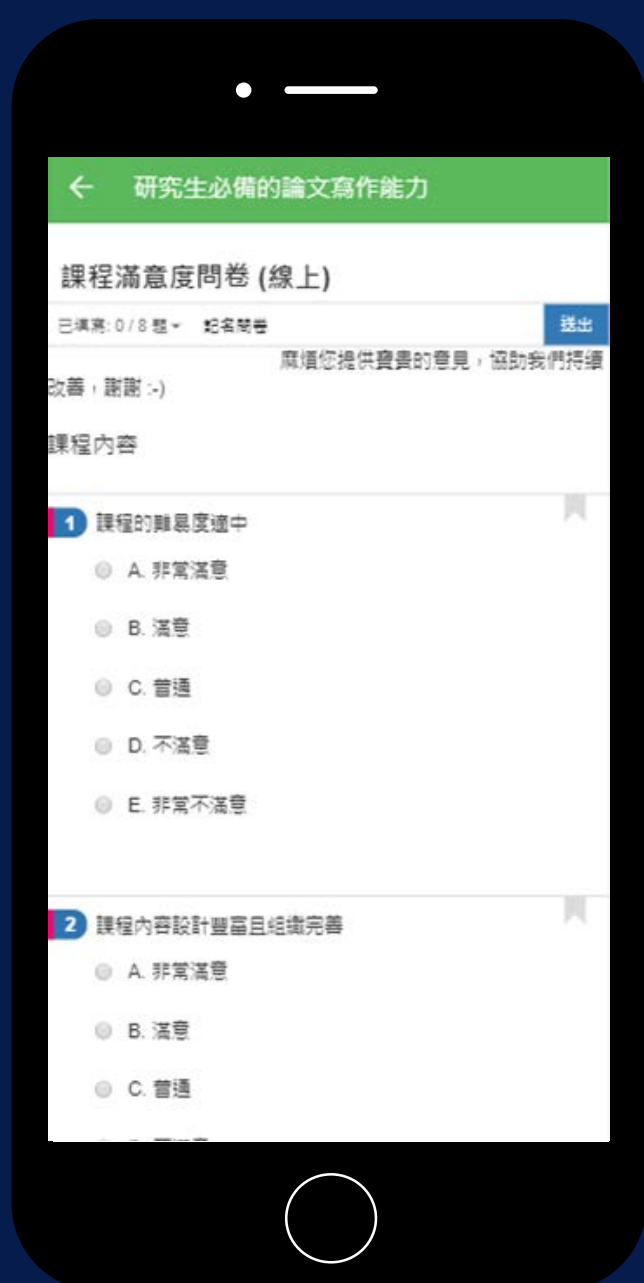 研究生必備的論文寫作能力
課程滿意度問卷 (線上)
已填寫: 0 / 8 題 記名問卷 送出
麻煩您提供寶貴的意見，協助我們持續
改善，謝謝 :-)
課程內容
1 課程的難易度適中
A. 非常滿意
B. 滿意
C. 普通
D. 不滿意
E. 非常不滿意
2 課程內容設計豐富且組織完善
A. 非常滿意
B. 滿意
C. 普通